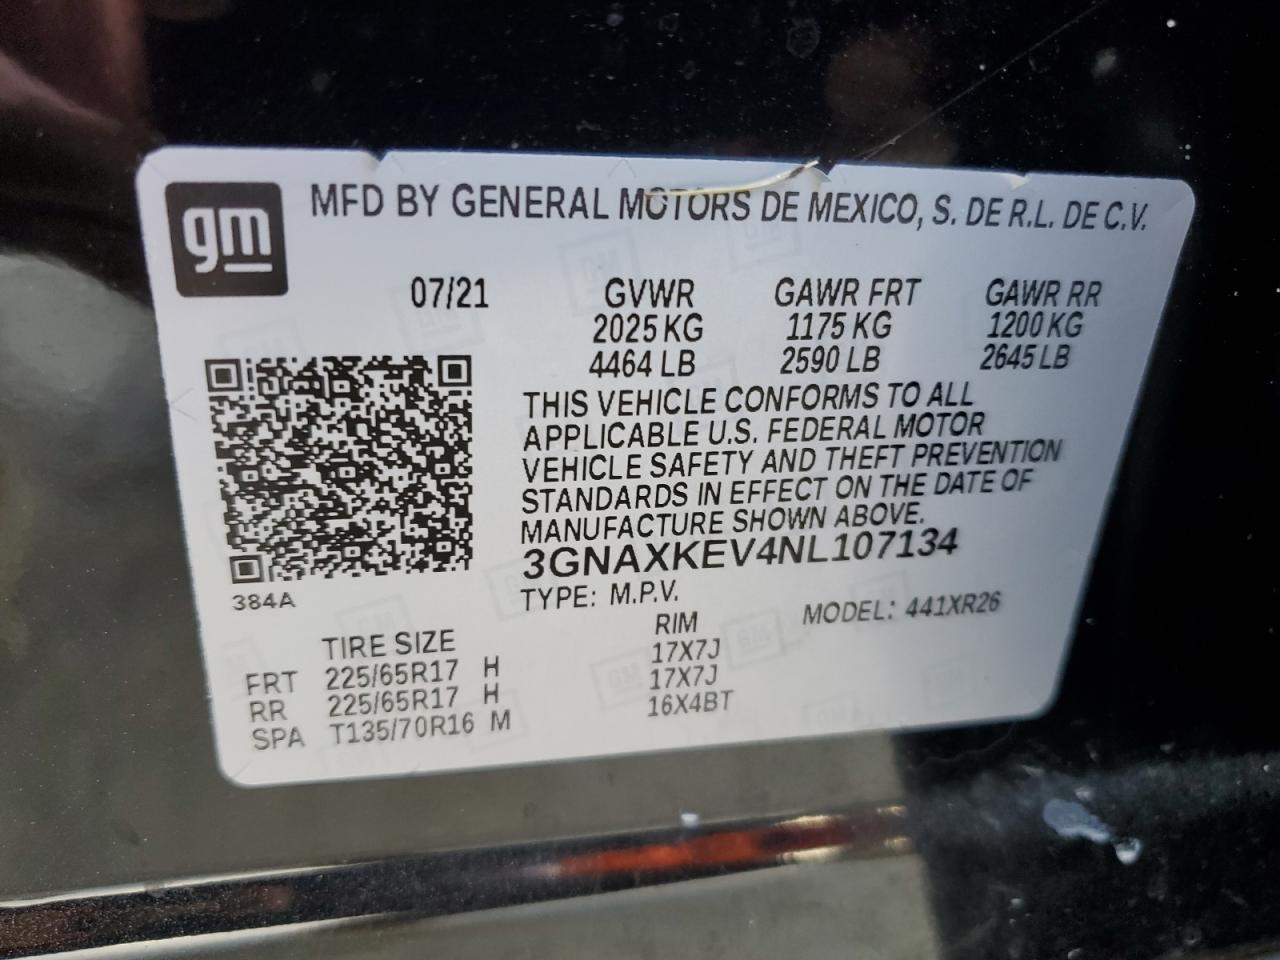 gm
MFD BY GENERAL MOTORS DE MEXICO, S. DE R.L. DE C.V.
07/21 GVWR GAWR FRT GAWR RR
2025 KG 1175 KG 1200 KG
4464 LB 2590 LB 2645 LB
THIS VEHICLE CONFORMS TO ALL
APPLICABLE U.S. FEDERAL MOTOR
VEHICLE SAFETY AND THEFT PREVENTION
STANDARDS IN EFFECT ON THE DATE OF
MANUFACTURE SHOWN ABOVE.
3GNAXKEV4NL107134
384A
TYPE: M.P.V. MODEL: 441XR26
TIRE SIZE RIM
FRT 225/65R17 H 17X7J
RR 225/65R17 H 17X7J
SPA T135/70R16 M 16X4BT